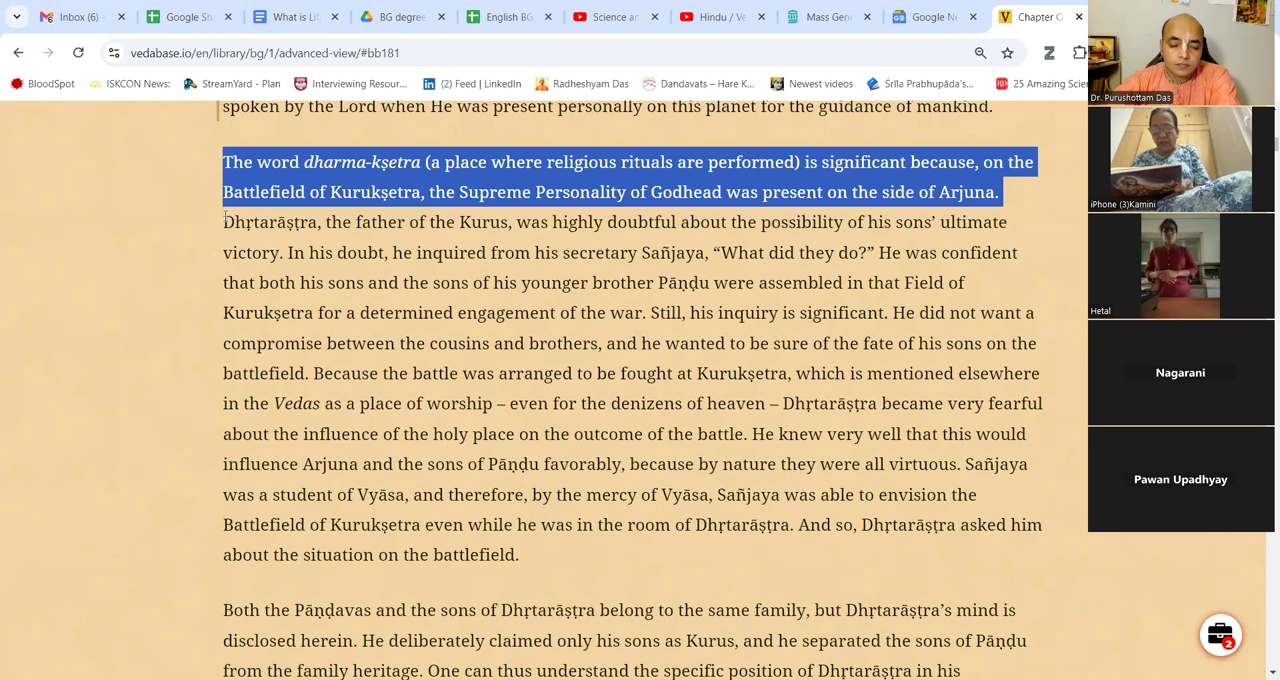 Inbox (6) -
Google Sh
What is Lif
BG degree
English BG
Science ar
Hindu / Ve
Mass Gene
Google Ne
Chapter O
vedabase.io/en/library/bg/1/advanced-view/#bb181
BloodSpot
ISKCON News:
StreamYard - Plan
Interviewing Resour...
(2) Feed | LinkedIn
Radheshyam Das
Dandavats – Hare K...
Newest videos
Śrīla Prabhupāda's...
25 Amazing Scien
spoken by the Lord when He was present personally on this planet for the guidance of mankind.
The word dharma-kṣetra (a place where religious rituals are performed) is significant because, on the
Battlefield of Kurukṣetra, the Supreme Personality of Godhead was present on the side of Arjuna.
Dhṛtarāṣṭra, the father of the Kurus, was highly doubtful about the possibility of his sons’ ultimate
victory. In his doubt, he inquired from his secretary Sañjaya, “What did they do?” He was confident
that both his sons and the sons of his younger brother Pāṇḍu were assembled in that Field of
Kurukṣetra for a determined engagement of the war. Still, his inquiry is significant. He did not want a
compromise between the cousins and brothers, and he wanted to be sure of the fate of his sons on the
battlefield. Because the battle was arranged to be fought at Kurukṣetra, which is mentioned elsewhere
in the Vedas as a place of worship – even for the denizens of heaven – Dhṛtarāṣṭra became very fearful
about the influence of the holy place on the outcome of the battle. He knew very well that this would
influence Arjuna and the sons of Pāṇḍu favorably, because by nature they were all virtuous. Sañjaya
was a student of Vyāsa, and therefore, by the mercy of Vyāsa, Sañjaya was able to envision the
Battlefield of Kurukṣetra even while he was in the room of Dhṛtarāṣṭra. And so, Dhṛtarāṣṭra asked him
about the situation on the battlefield.
Both the Pāṇḍavas and the sons of Dhṛtarāṣṭra belong to the same family, but Dhṛtarāṣṭra’s mind is
disclosed herein. He deliberately claimed only his sons as Kurus, and he separated the sons of Pāṇḍu
from the family heritage. One can thus understand the specific position of Dhṛtarāṣṭra in his
Dr. Purushottam Das
iPhone (3)Kamini
Hetal
Nagarani
Pawan Upadhyay
2